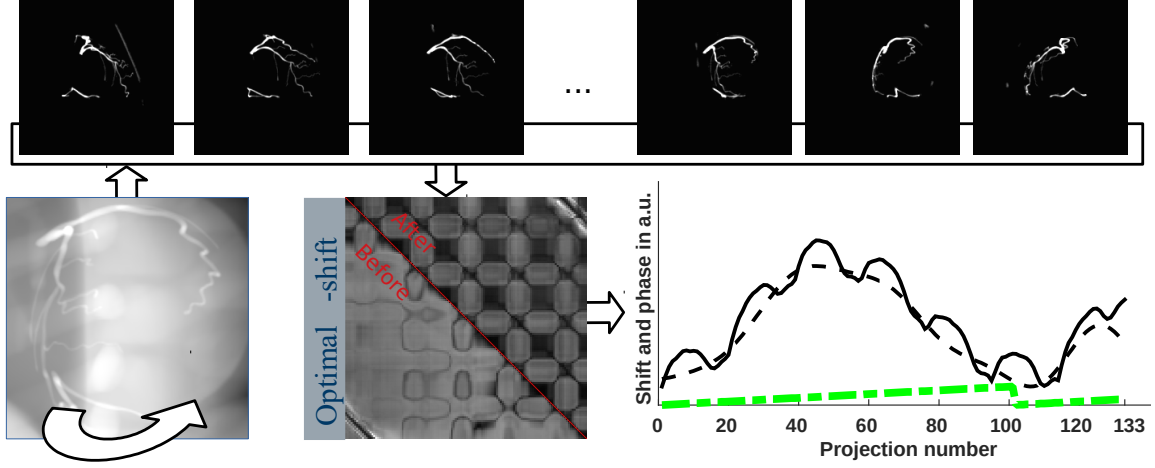 ...
After
Before
Optimal -shift
Shift and phase in a.u.
0 20 40 60 80 100 120 133
Projection number